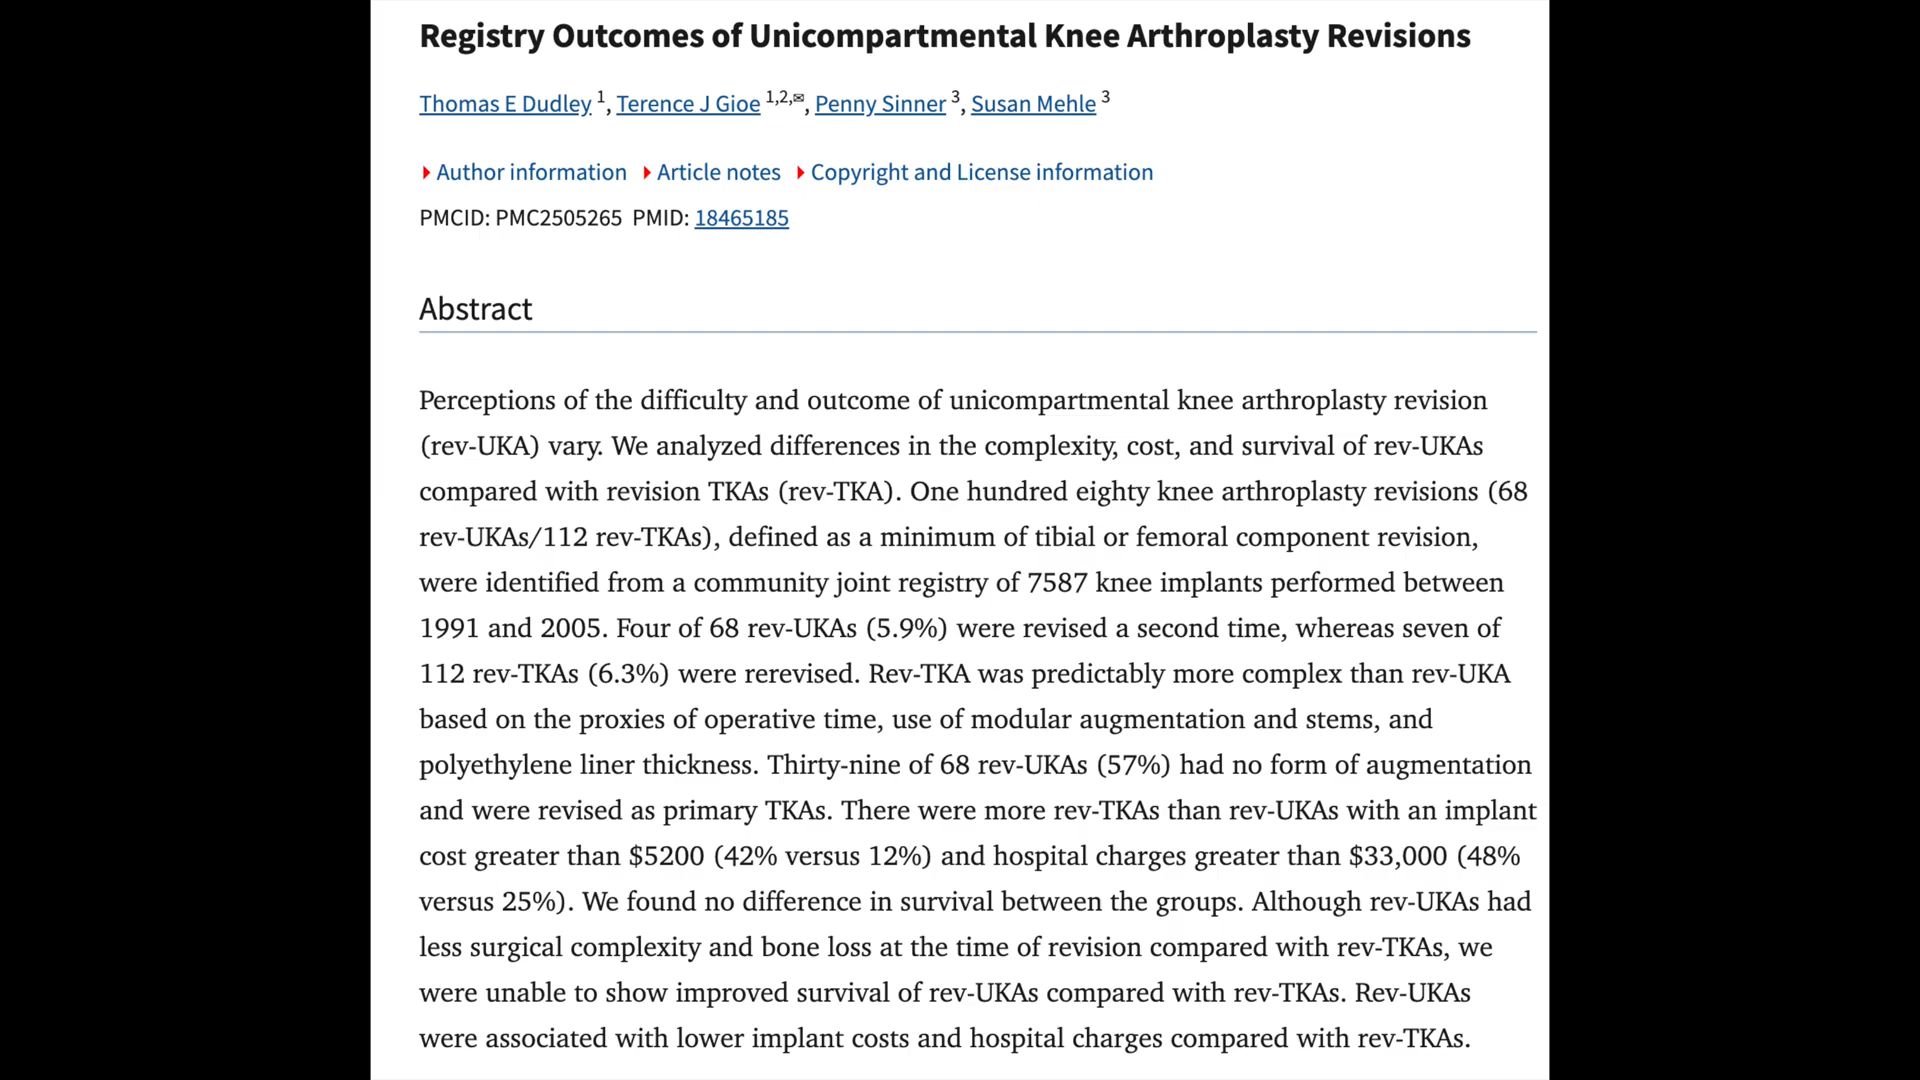 Registry Outcomes of Unicompartmental Knee Arthroplasty Revisions
Thomas E Dudley 1, Terence J Gioe 1,2,✉, Penny Sinner 3, Susan Mehle 3
Author information Article notes Copyright and License information
PMCID: PMC2505265 PMID: 18465185
Abstract
Perceptions of the difficulty and outcome of unicompartmental knee arthroplasty revision
(rev-UKA) vary. We analyzed differences in the complexity, cost, and survival of rev-UKAs
compared with revision TKAs (rev-TKA). One hundred eighty knee arthroplasty revisions (68
rev-UKAs/112 rev-TKAs), defined as a minimum of tibial or femoral component revision,
were identified from a community joint registry of 7587 knee implants performed between
1991 and 2005. Four of 68 rev-UKAs (5.9%) were revised a second time, whereas seven of
112 rev-TKAs (6.3%) were rerevised. Rev-TKA was predictably more complex than rev-UKA
based on the proxies of operative time, use of modular augmentation and stems, and
polyethylene liner thickness. Thirty-nine of 68 rev-UKAs (57%) had no form of augmentation
and were revised as primary TKAs. There were more rev-TKAs than rev-UKAs with an implant
cost greater than $5200 (42% versus 12%) and hospital charges greater than $33,000 (48%
versus 25%). We found no difference in survival between the groups. Although rev-UKAs had
less surgical complexity and bone loss at the time of revision compared with rev-TKAs, we
were unable to show improved survival of rev-UKAs compared with rev-TKAs. Rev-UKAs
were associated with lower implant costs and hospital charges compared with rev-TKAs.